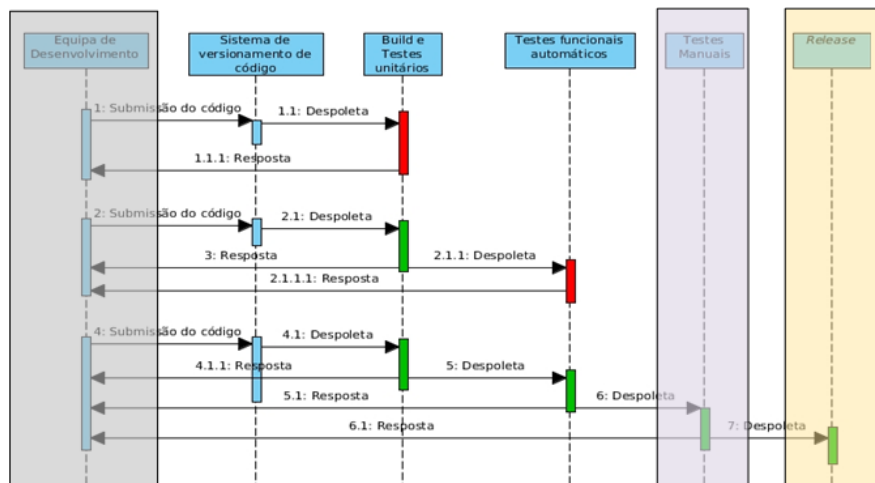 Equipa de
Desenvolvimento
Sistema de
versionamento de
código
Build e
Testes
unitários
Testes funcionais
automáticos
Testes
Manuais
Release
1: Submissão do código
1.1: Despoleta
1.1.1: Resposta
2: Submissão do código
2.1: Despoleta
3: Resposta
2.1.1: Despoleta
2.1.1.1: Resposta
4: Submissão do código
4.1: Despoleta
4.1.1: Resposta
5: Despoleta
5.1: Resposta
6: Despoleta
6.1: Resposta
7: Despoleta